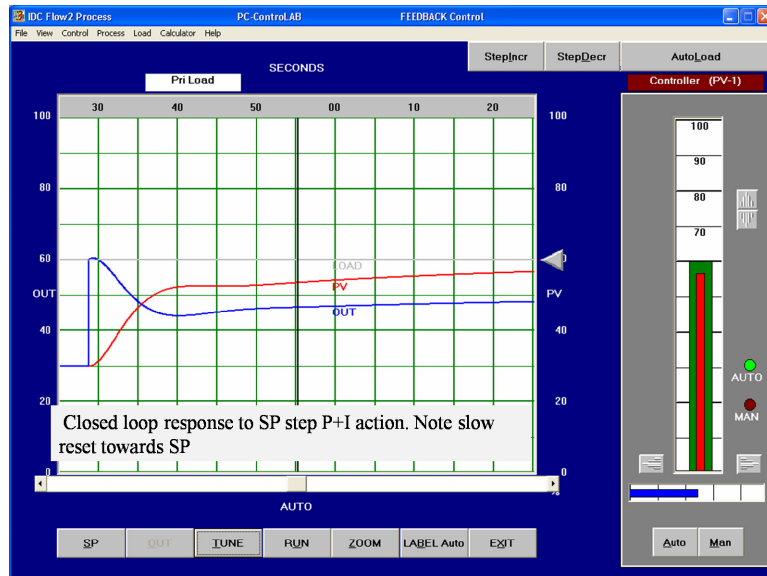 IDC Flow2 Process PC-ControLAB FEEDBACK Control
File View Control Process Load Calculator Help
StepIncr StepDecr AutoLoad
SECONDS
Pri Load
Controller (PV-1)
30 40 50 00 10 20
100 100
80 80
60
LOAD
PV
OUT
OUT PV
40 40
20 20
0 0
Closed loop response to SP step P+I action. Note slow
reset towards SP
%
AUTO
SP OUT TUNE RUN ZOOM LABEL Auto EXIT
100
90
80
70
AUTO
MAN
Auto Man